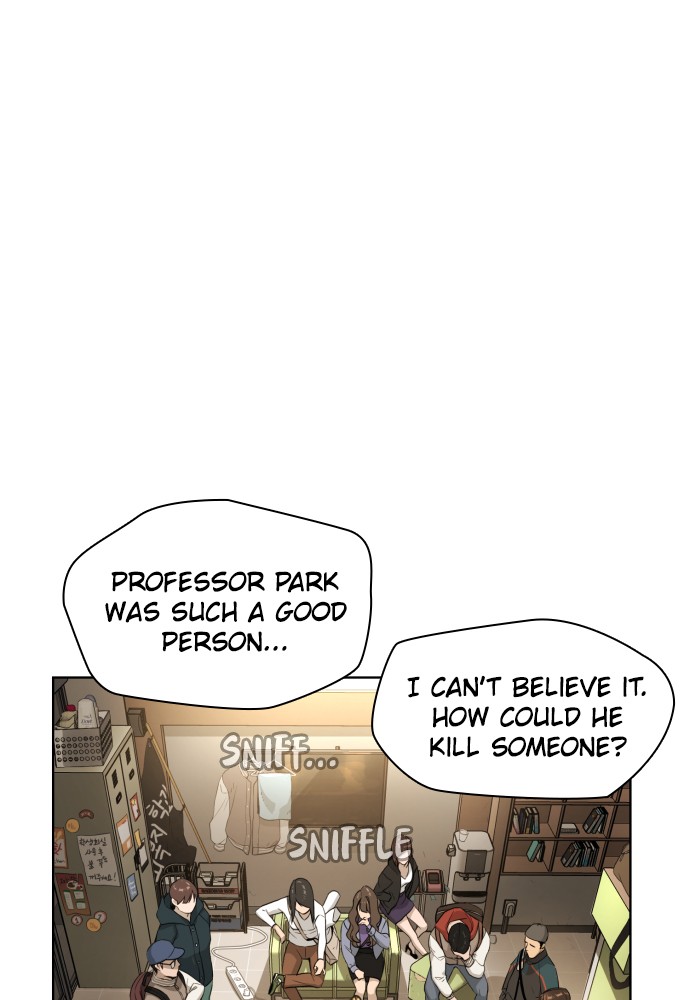 PROFESSOR PARK
WAS SUCH A GOOD
PERSON...
I CAN'T BELIEVE IT.
HOW COULD HE
KILL SOMEONE?
SNIFF...
SNIFFLE